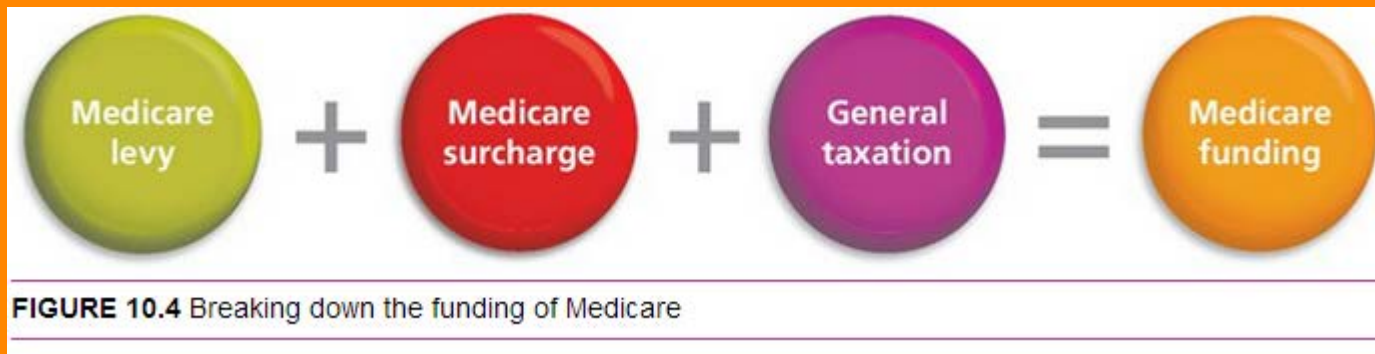 Medicare
levy
+
Medicare
surcharge
+
General
taxation
=
Medicare
funding
FIGURE 10.4 Breaking down the funding of Medicare